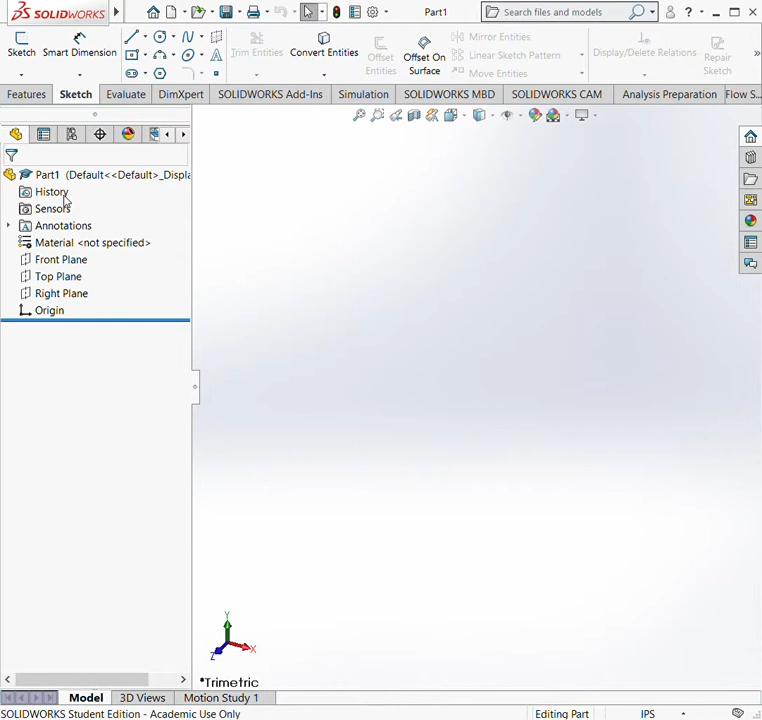 SOLIDWORKS
Part1
Search files and models
?
Sketch
Smart Dimension
Trim Entities
Convert Entities
Offset Entities
Offset On Surface
Mirror Entities
Linear Sketch Pattern
Move Entities
Display/Delete Relations
Repair Sketch
»
Features
Sketch
Evaluate
DimXpert
SOLIDWORKS Add-Ins
Simulation
SOLIDWORKS MBD
SOLIDWORKS CAM
Analysis Preparation
Flow S
Part1 (Default<<Default>_Displa
History
Sensors
Annotations
Material <not specified>
Front Plane
Top Plane
Right Plane
Origin
Y
X
Z
*Trimetric
Model
3D Views
Motion Study 1
SOLIDWORKS Student Edition - Academic Use Only
Editing Part
IPS